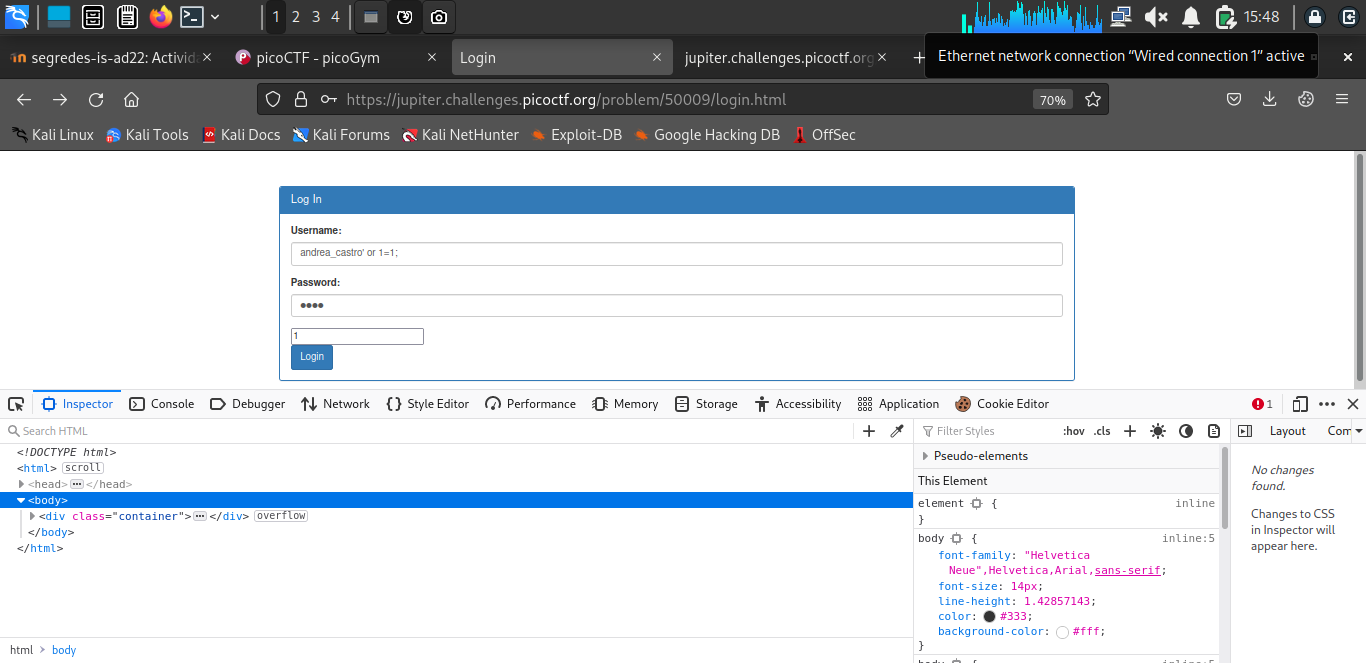 1 2 3 4 15:48
segredes-is-ad22: Activida picoCTF - picoGym Login jupiter.challenges.picoctf.org Ethernet network connection “Wired connection 1” active
https://jupiter.challenges.picoctf.org/problem/50009/login.html 70%
Kali Linux Kali Tools Kali Docs Kali Forums Kali NetHunter Exploit-DB Google Hacking DB OffSec
Log In
Username:
andrea_castro' or 1=1;
Password:
●●●●
1
Login
Inspector Console Debugger Network Style Editor Performance Memory Storage Accessibility Application Cookie Editor 1
Search HTML Filter Styles :hov .cls Layout Com
<!DOCTYPE html>
<html> scroll
<head> </head>
<body>
<div class="container"> </div> overflow
</body>
</html>
Pseudo-elements
This Element
element { inline
}
body { inline:5
font-family: "Helvetica
Neue",Helvetica,Arial,sans-serif;
font-size: 14px;
line-height: 1.42857143;
color: #333;
background-color: #fff;
}
body { inline:5
No changes
found.
Changes to CSS
in Inspector will
appear here.
html > body